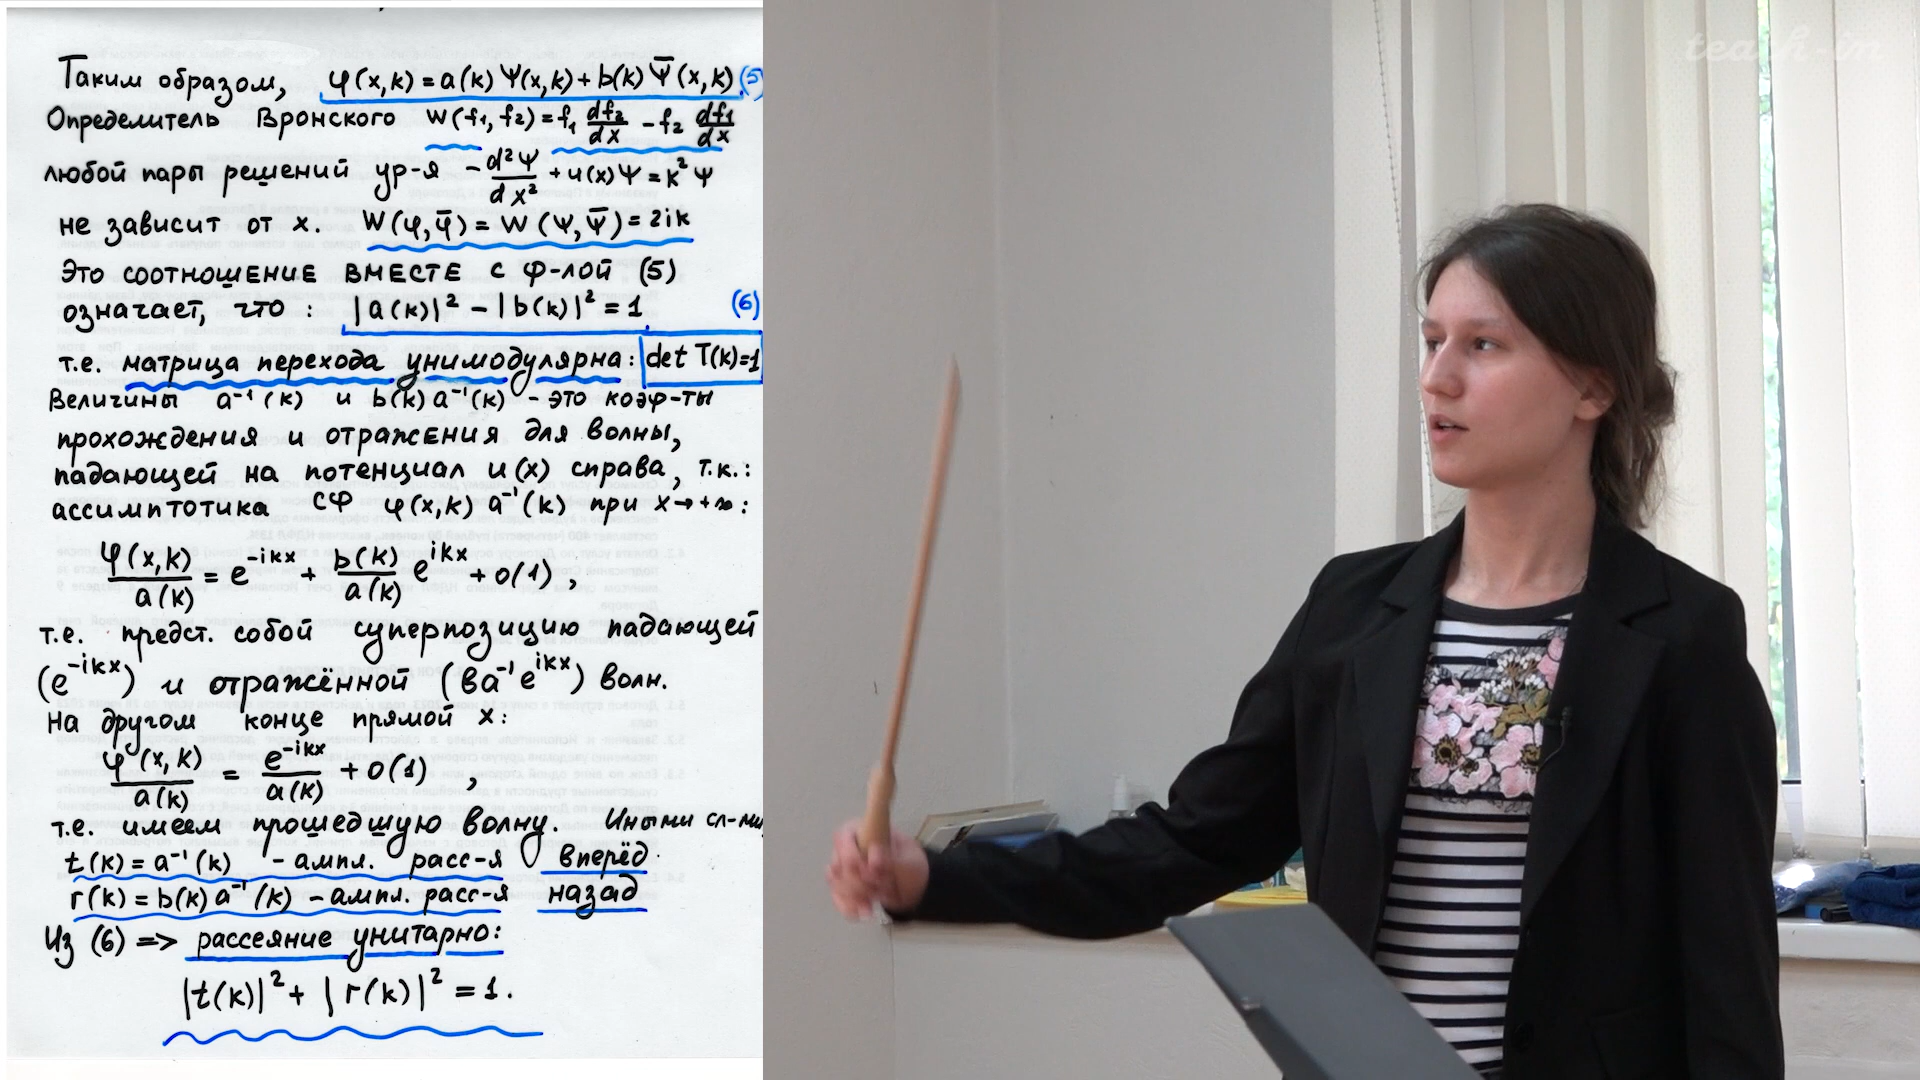 Таким образом, φ(x,k)=a(k)Ψ(x,k)+b(k)Ψ̅(x,k) (5)
Определитель Вронского W(f₁,f₂)=f₁ df₂/dx - f₂ df₁/dx
любой пары решений ур-я -d²Ψ/dx² + u(x)Ψ=k²Ψ
не зависит от x. W(φ,φ̅)=W(Ψ,Ψ̅)=2ik
Это соотношение вместе с ф-лой (5)
означает, что: |a(k)|² - |b(k)|² = 1 (6)
т.е. матрица перехода унимодулярна: det T(k)=1
Величины a⁻¹(k) и b(k)a⁻¹(k) - это коэф-ты
прохождения и отражения для волны,
падающей на потенциал u(x) справа, т.к.:
ассимптотика СФ φ(x,k)a⁻¹(k) при x→+∞:
φ(x,k)/a(k) = e^{-ikx} + b(k)/a(k) e^{ikx} + o(1),
т.е. предст. собой суперпозицию падающей
(e^{-ikx}) и отражённой (ba⁻¹e^{ikx}) волн.
На другом конце прямой x:
φ(x,k)/a(k) = e^{-ikx}/a(k) + o(1),
т.е. имеем прошедшую волну. Иными сл-ми
t(k)=a⁻¹(k) - ампл. расс-я вперёд
r(k)=b(k)a⁻¹(k) - ампл. расс-я назад
Из (6) => рассеяние унитарно:
|t(k)|² + |r(k)|² = 1.
teach-in